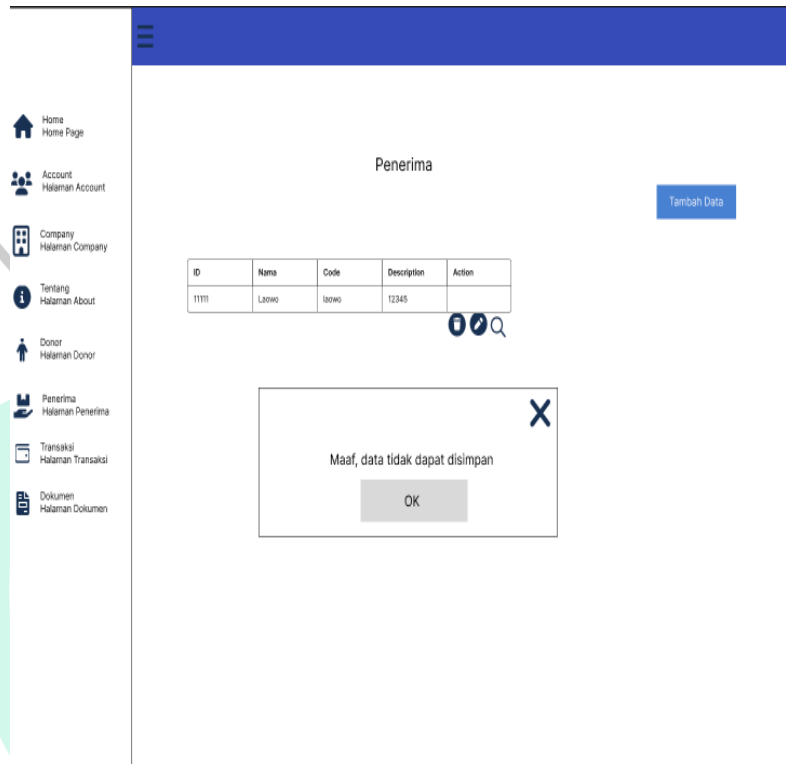 Home
Home Page
Account
Halaman Account
Company
Halaman Company
Tentang
Halaman About
Donor
Halaman Donor
Penerima
Halaman Penerima
Transaksi
Halaman Transaksi
Dokumen
Halaman Dokumen
Penerima
Tambah Data
ID Nama Code Description Action
11111 Laowo laowo 12345
Maaf, data tidak dapat disimpan
OK